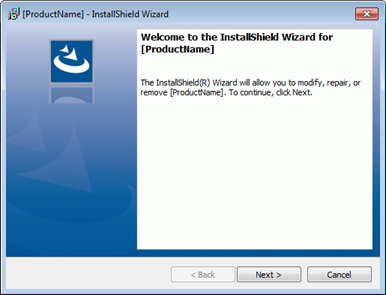 [ProductName] - InstallShield Wizard
Welcome to the InstallShield Wizard for
[ProductName]
The InstallShield(R) Wizard will allow you to modify, repair, or
remove [ProductName]. To continue, click Next.
< Back
Next >
Cancel